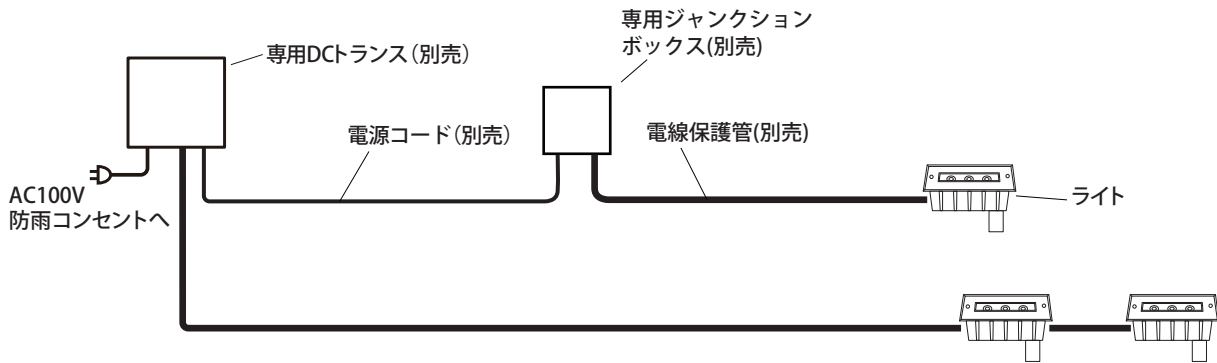 専用ジャンクション
ボックス(別売)
専用DCトランス（別売）
電源コード（別売）
電線保護管(別売)
AC100V
防雨コンセントへ
ライト